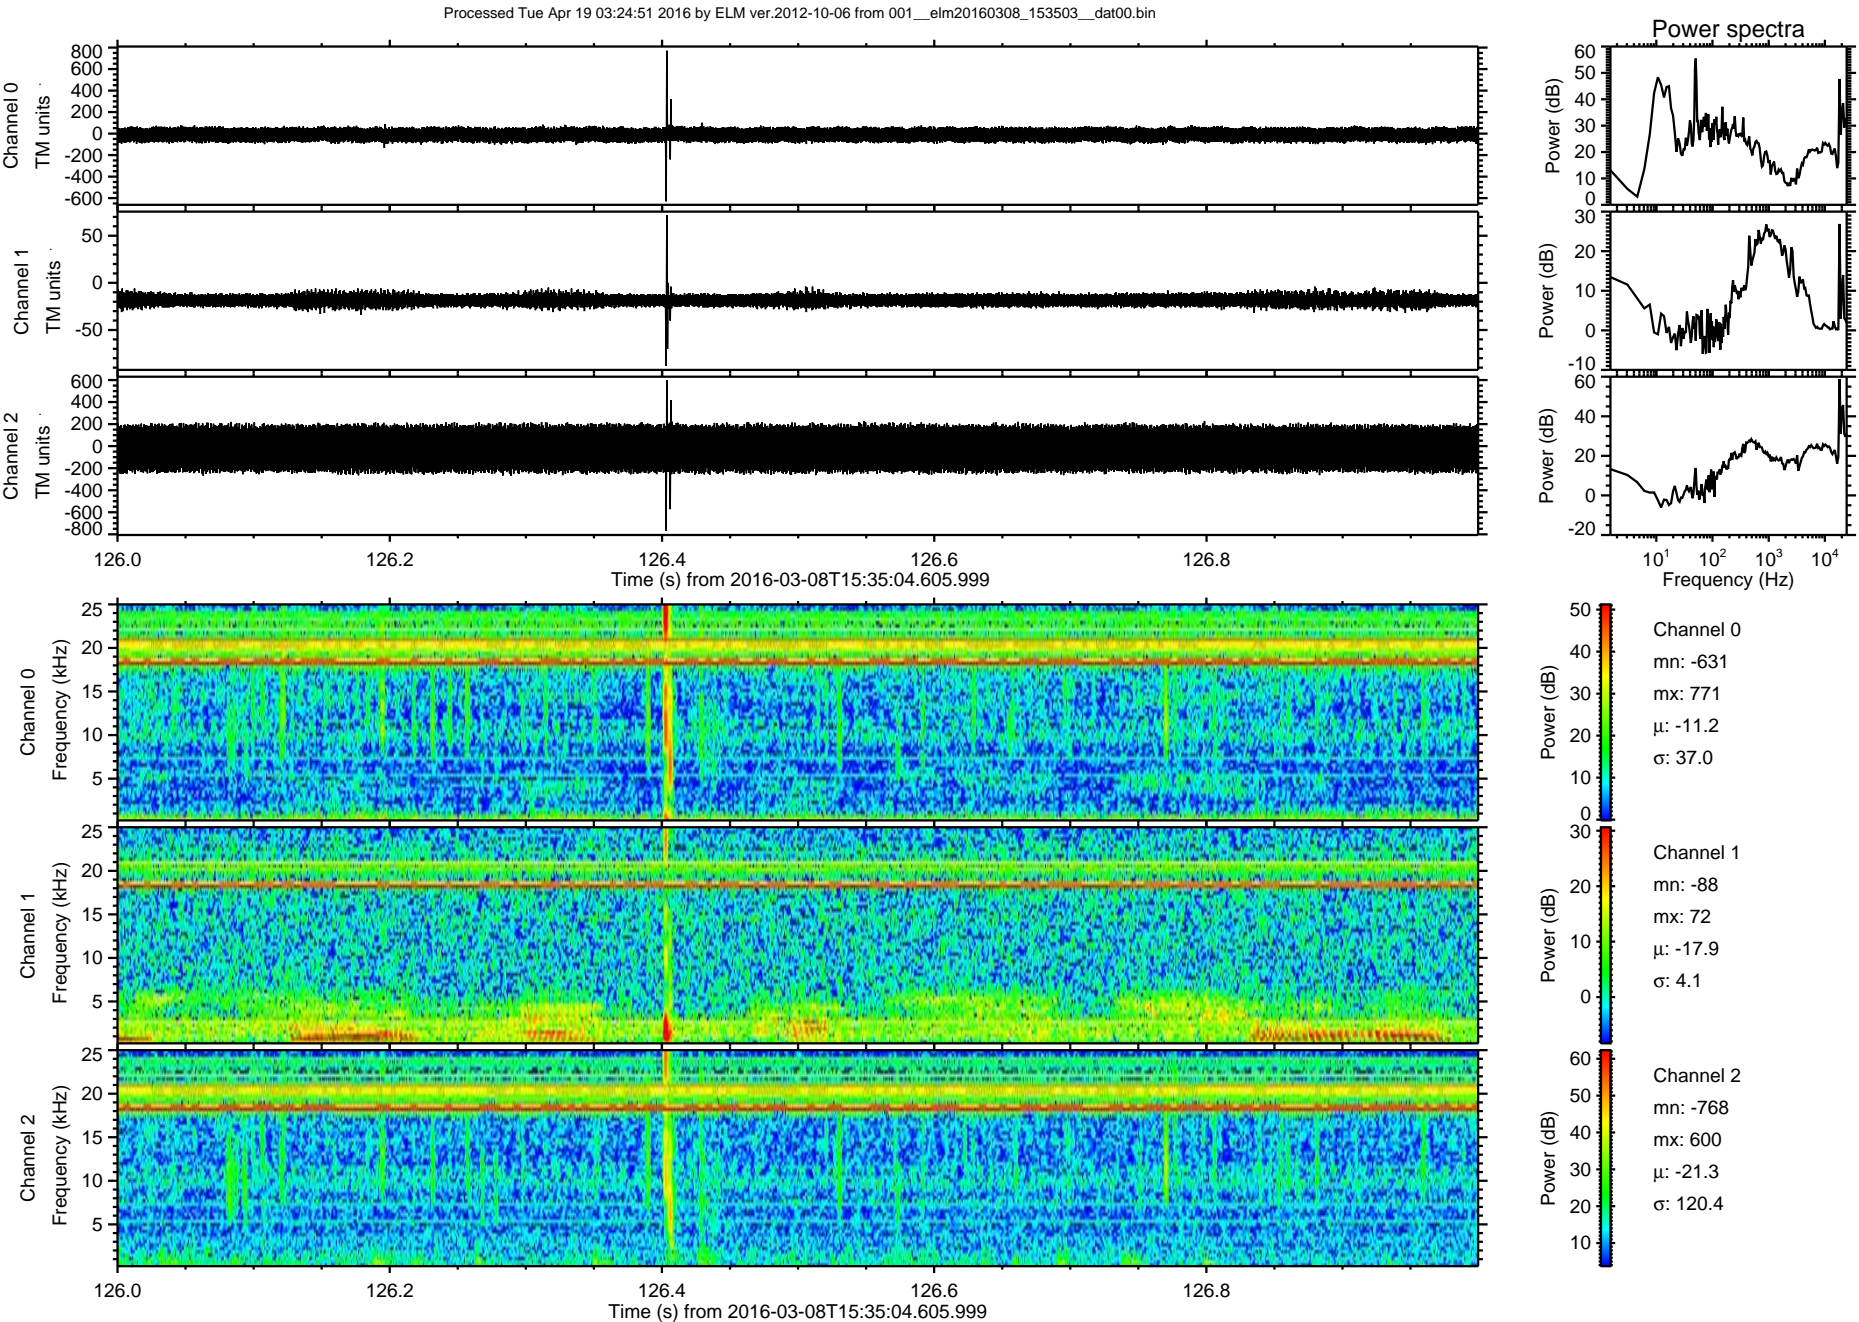 Processed Tue Apr 19 03:24:51 2016 by ELM ver.2012-10-06 from 001__elm20160308_153503__dat00.bin
Power spectra
Channel 0
TM units
800
600
400
200
0
-200
-400
-600
Power (dB)
60
50
40
30
20
10
0
Channel 1
TM units
50
0
-50
Power (dB)
30
20
10
0
-10
Channel 2
TM units
600
400
200
0
-200
-400
-600
-800
Power (dB)
60
40
20
0
-20
126.0 126.2 126.4 126.6 126.8
Time (s) from 2016-03-08T15:35:04.605.999
10¹ 10² 10³ 10⁴
Frequency (Hz)
Channel 0
Frequency (kHz)
25
20
15
10
5
Power (dB)
50
40
30
20
10
0
Channel 0
mn: -631
mx: 771
μ: -11.2
σ: 37.0
Channel 1
Frequency (kHz)
25
20
15
10
5
Power (dB)
30
20
10
0
Channel 1
mn: -88
mx: 72
μ: -17.9
σ: 4.1
Channel 2
Frequency (kHz)
25
20
15
10
5
Power (dB)
60
50
40
30
20
10
Channel 2
mn: -768
mx: 600
μ: -21.3
σ: 120.4
126.0 126.2 126.4 126.6 126.8
Time (s) from 2016-03-08T15:35:04.605.999